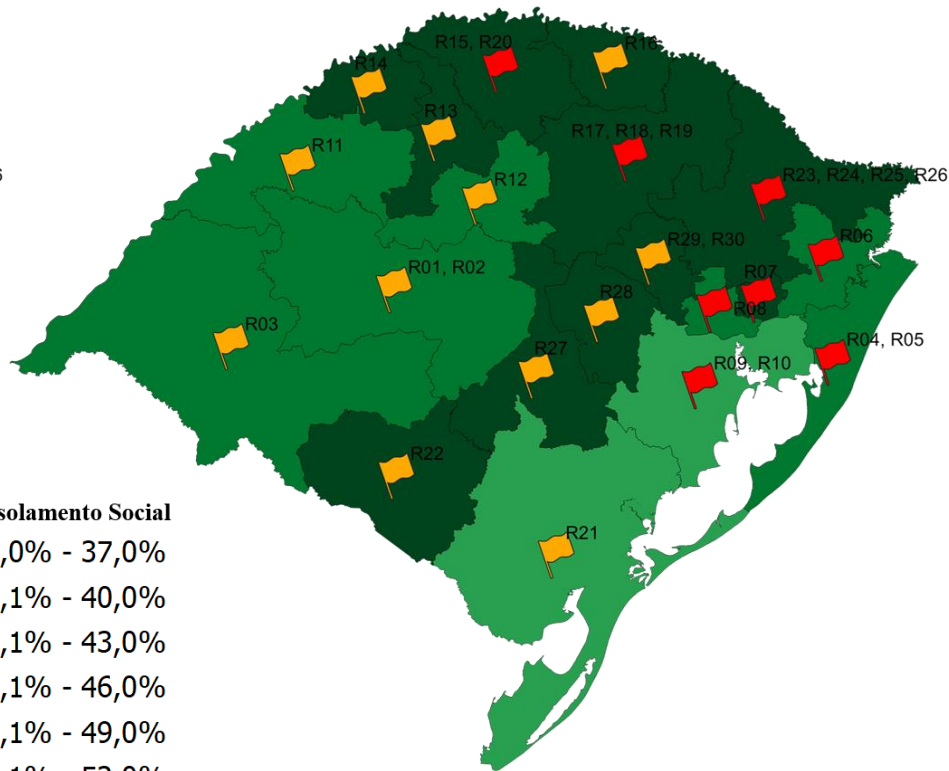 R15, R20
R16
R14
R13
R17, R18, R19
R11
R23, R24, R25, R26
R12
R06
R29, R30
R01, R02
R07
R28
R08
R03
R04, R05
R09, R10
R27
R22
R21
solamento Social
,0% - 37,0%
,1% - 40,0%
,1% - 43,0%
,1% - 46,0%
,1% - 49,0%